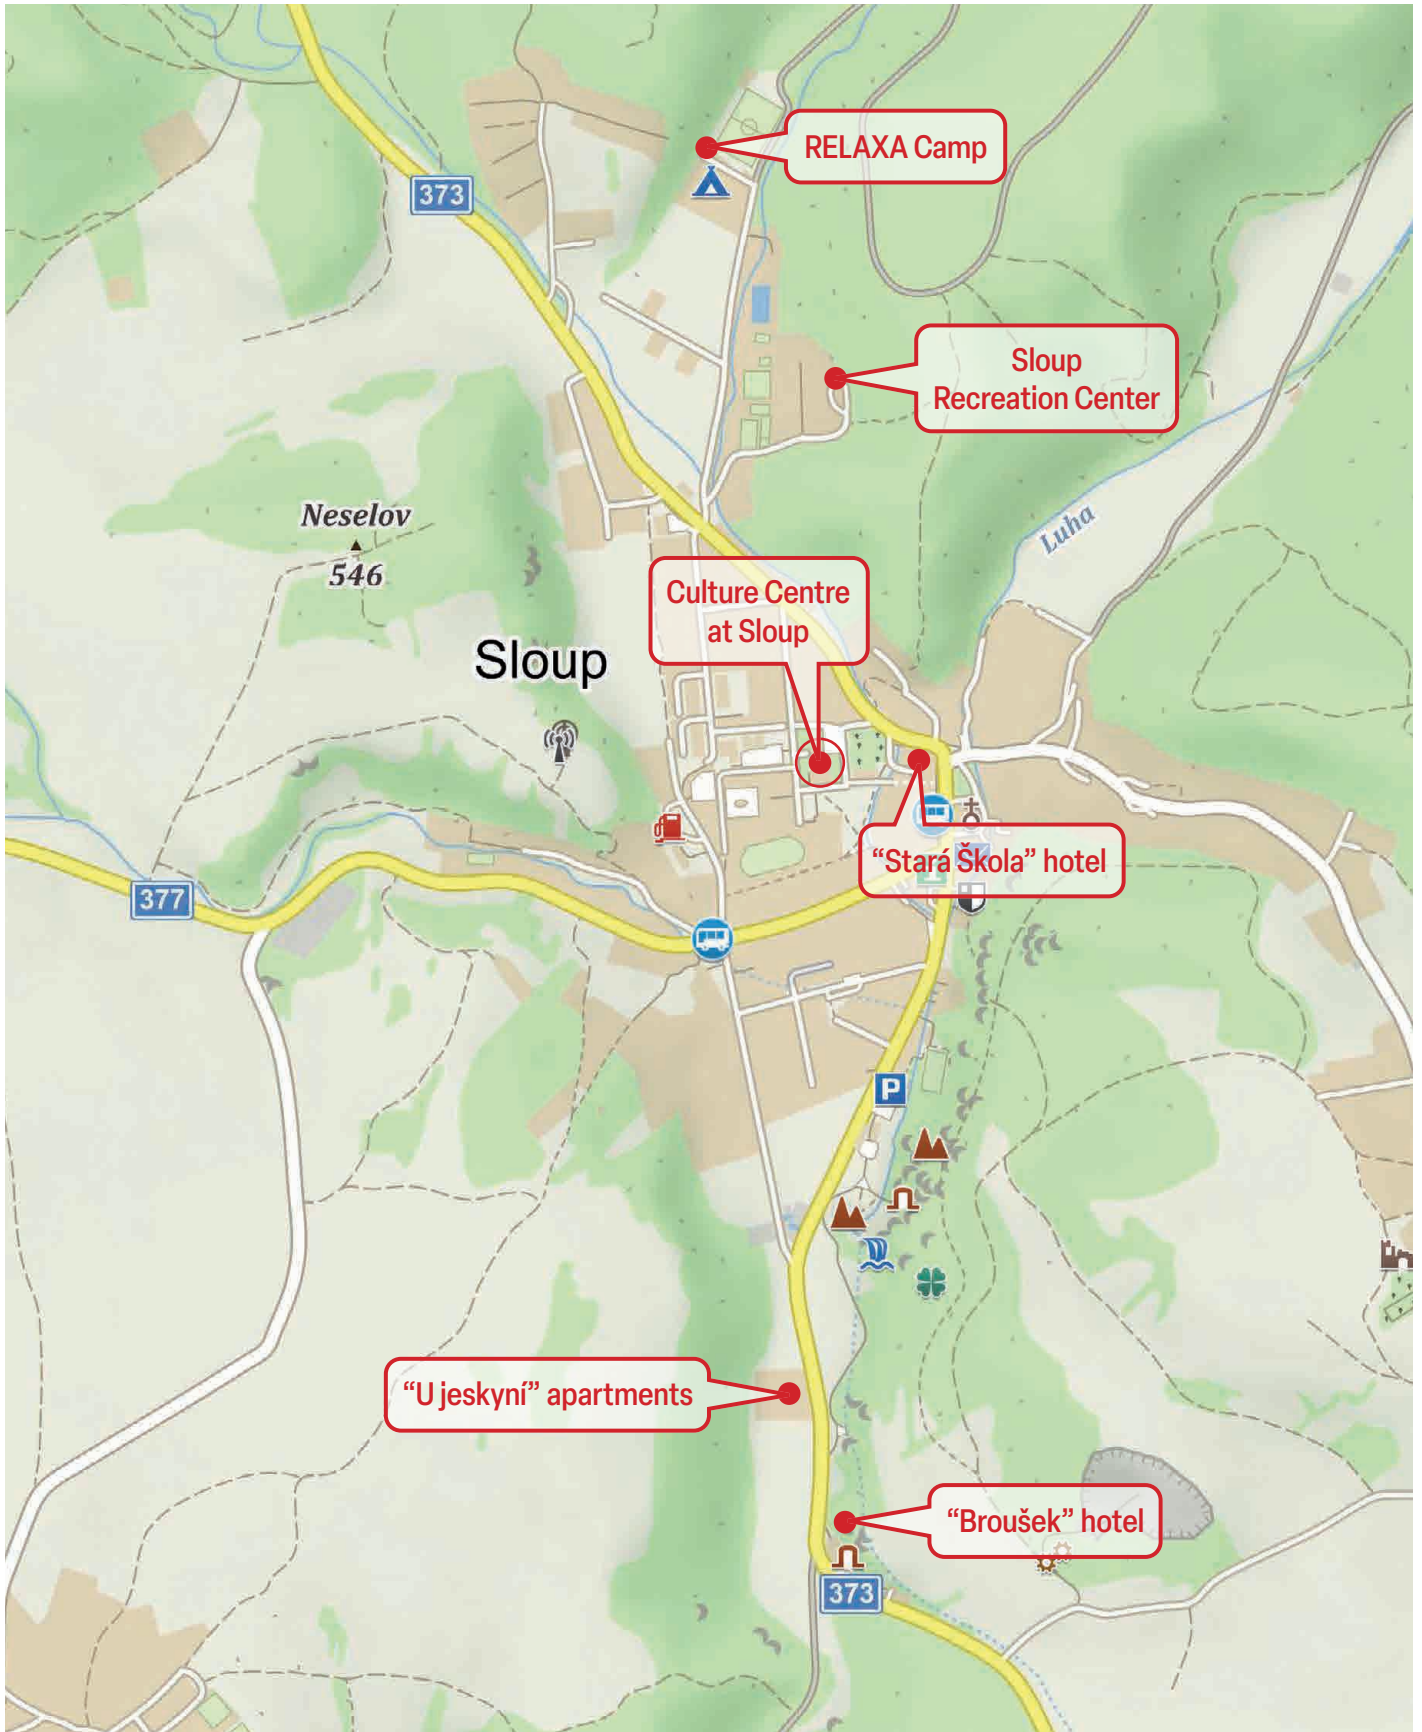 RELAXA Camp
373
Sloup
Recreation Center
Neselov
546
Luha
Culture Centre
at Sloup
Sloup
"Stará Škola" hotel
377
P
"U jeskyní" apartments
"Broušek" hotel
373